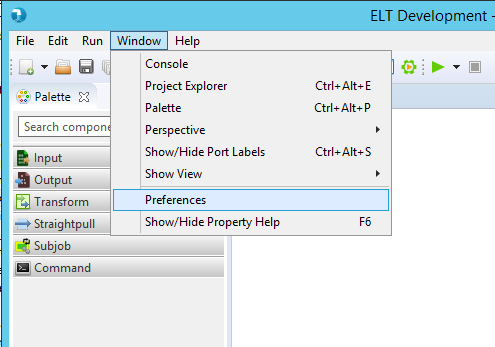 ELT Development -
File Edit Run Window Help
Console
Project Explorer Ctrl+Alt+E
Palette Ctrl+Alt+P
Perspective
Show/Hide Port Labels Ctrl+Alt+S
Show View
Preferences
Show/Hide Property Help F6
Palette
Search compone
Input
Output
Transform
Straightpull
Subjob
Command